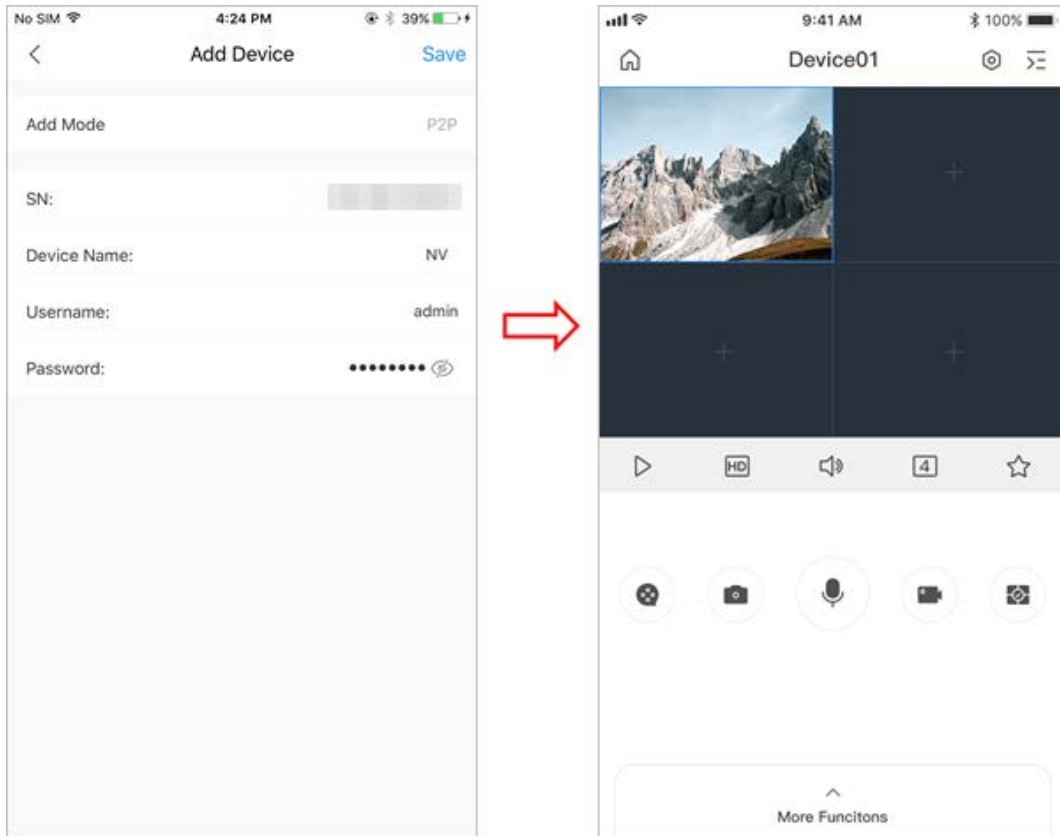 No SIM 4:24 PM 39%
Add Device Save
Add Mode P2P
SN:
Device Name: NV
Username: admin
Password: ••••••••
9:41 AM 100%
Device01
HD 4
More Funcitons